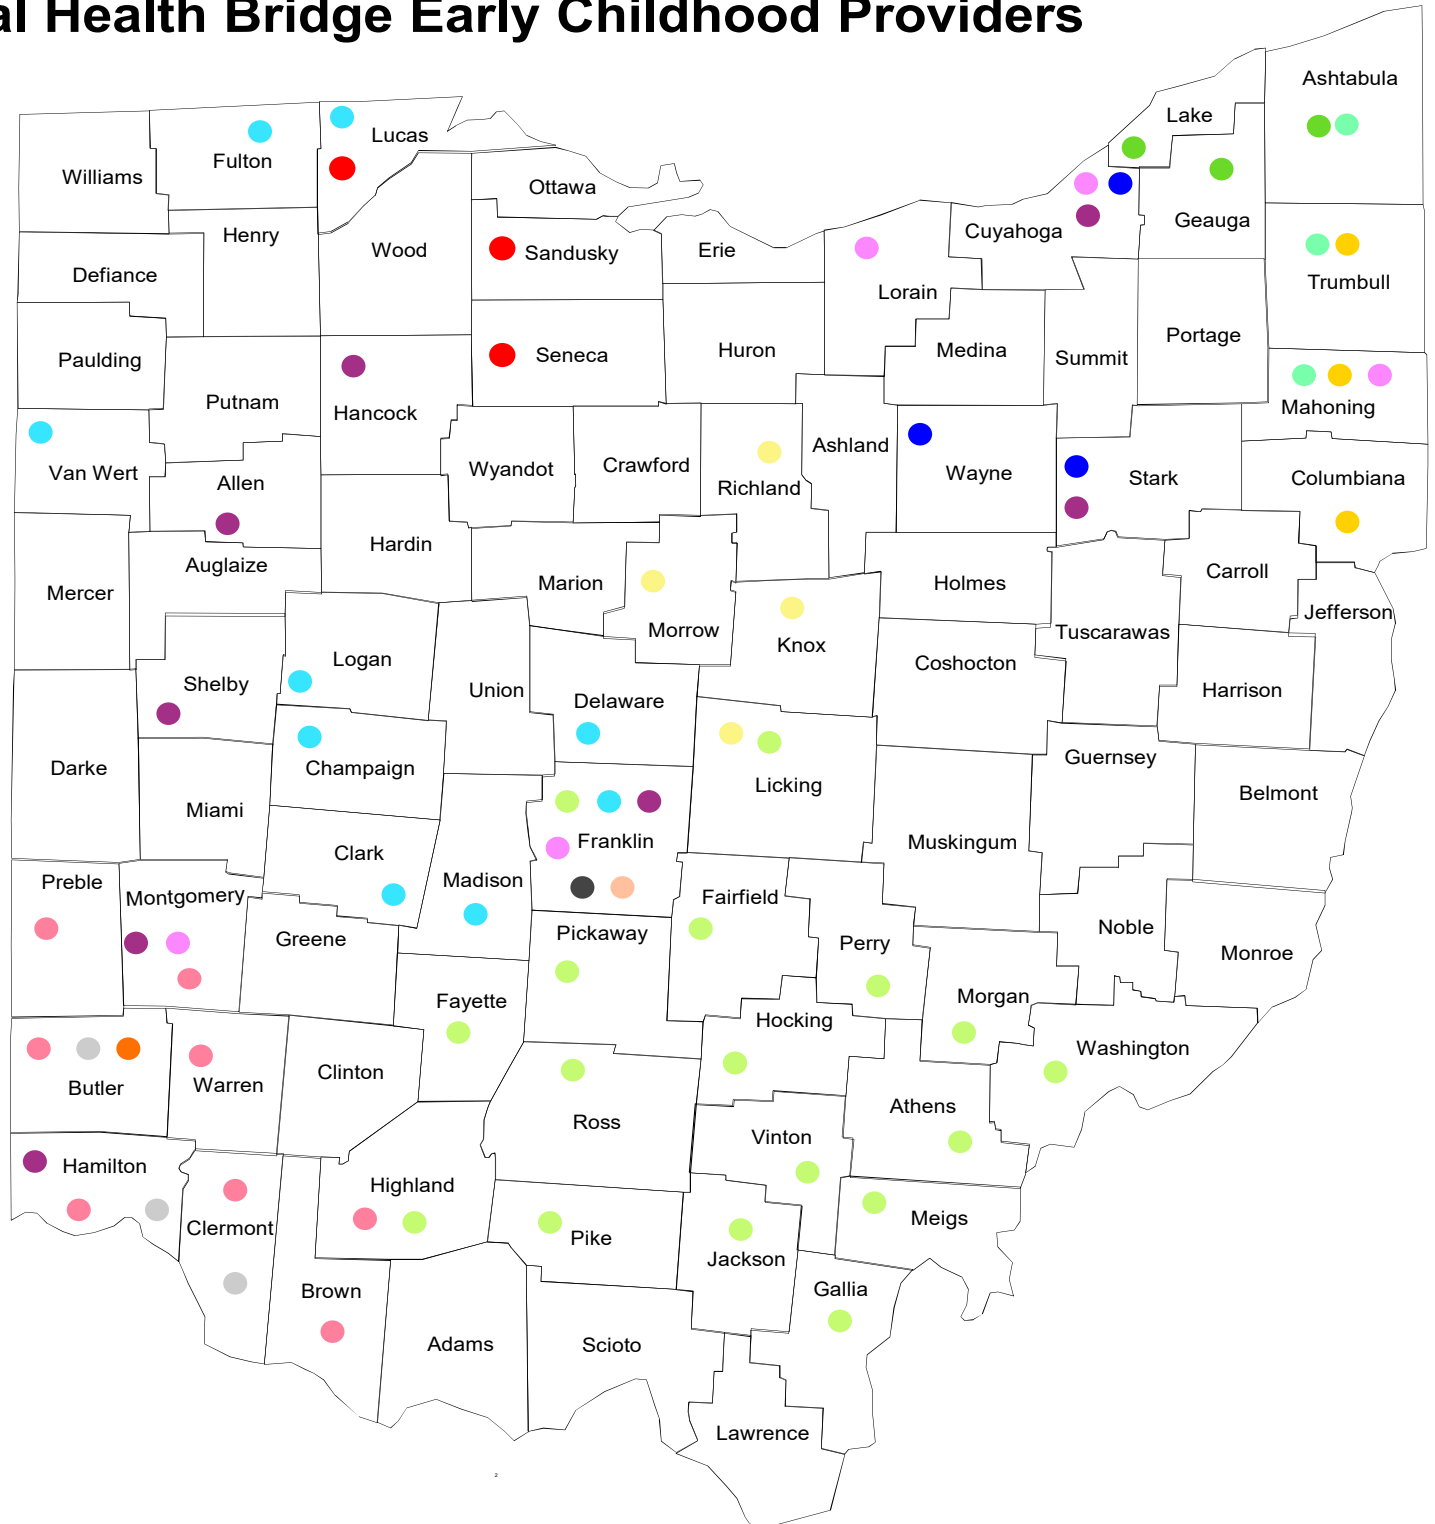 al Health Bridge Early Childhood Providers
Ashtabula
Lake
Lucas
Fulton
Williams
Ottawa
Geauga
Cuyahoga
Henry
Wood
Sandusky
Erie
Defiance
Trumbull
Lorain
Portage
Medina
Huron
Seneca
Summit
Paulding
Putnam
Hancock
Mahoning
Ashland
Wyandot
Crawford
Van Wert
Wayne
Stark
Columbiana
Allen
Richland
Hardin
Auglaize
Carroll
Marion
Holmes
Mercer
Jefferson
Morrow
Tuscarawas
Knox
Logan
Coshocton
Shelby
Union
Harrison
Delaware
Guernsey
Darke
Champaign
Licking
Belmont
Miami
Franklin
Muskingum
Clark
Madison
Preble
Montgomery
Fairfield
Noble
Pickaway
Greene
Perry
Monroe
Morgan
Fayette
Hocking
Washington
Clinton
Warren
Butler
Athens
Ross
Vinton
Hamilton
Highland
Meigs
Clermont
Pike
Jackson
Gallia
Brown
Adams
Scioto
Lawrence
2